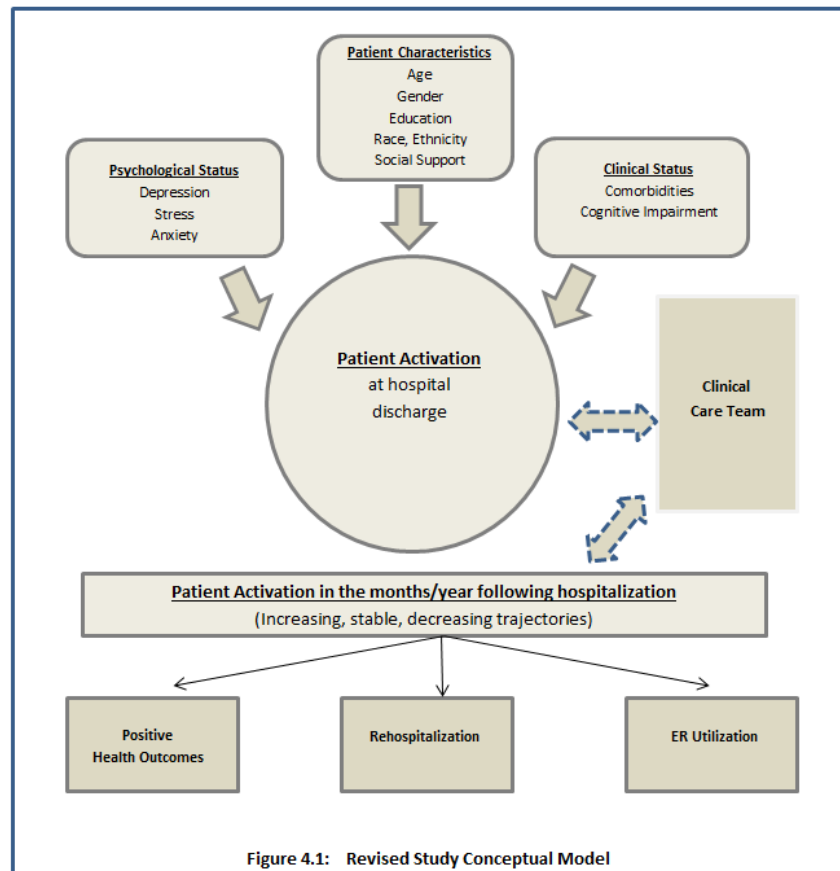 Patient Characteristics
Age
Gender
Education
Race, Ethnicity
Social Support
Psychological Status
Depression
Stress
Anxiety
Clinical Status
Comorbidities
Cognitive Impairment
Patient Activation
at hospital
discharge
Clinical
Care Team
Patient Activation in the months/year following hospitalization
(Increasing, stable, decreasing trajectories)
Positive
Health Outcomes
Rehospitalization
ER Utilization
Figure 4.1: Revised Study Conceptual Model